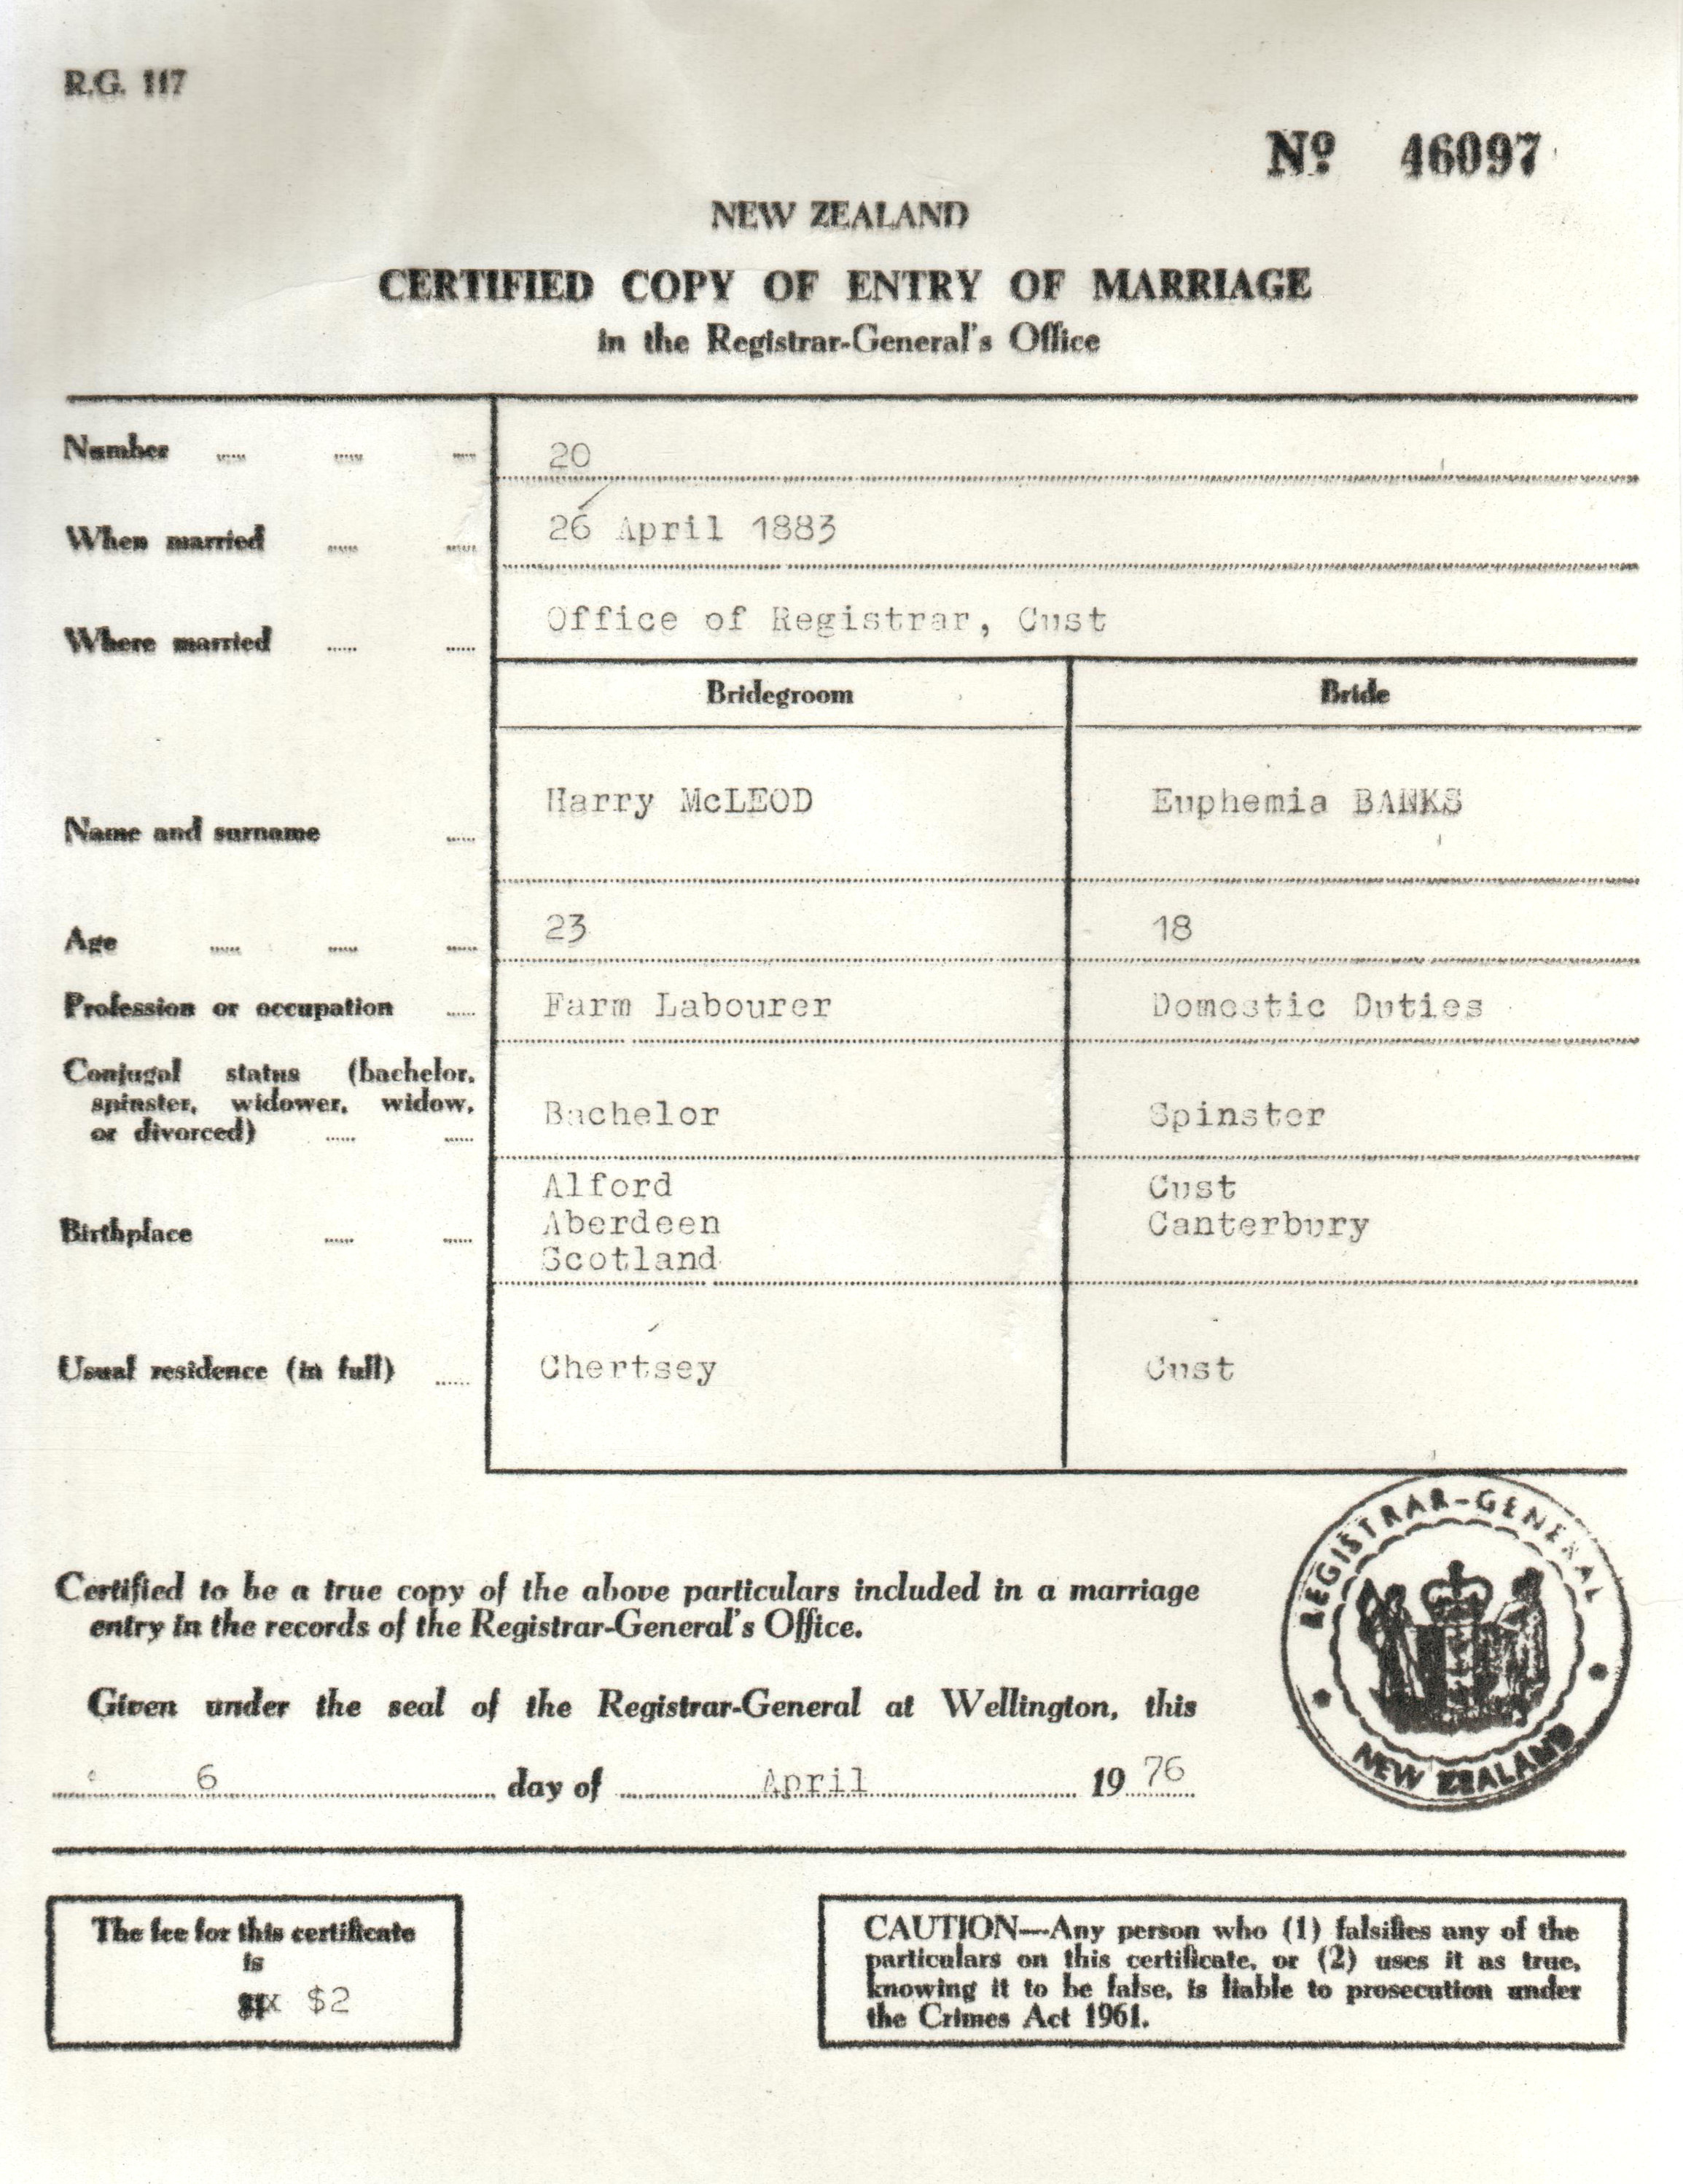 R.G. 117
Nº 46097
NEW ZEALAND
CERTIFIED COPY OF ENTRY OF MARRIAGE
in the Registrar-General's Office
Number ...... ...... ...... 20
When married ...... ...... 26 April 1883
Where married ...... ...... Office of Registrar, Cust
Bridegroom Bride
Name and surname ...... Harry McLEOD Euphemia BANKS
Age ...... ...... ...... 23 18
Profession or occupation ...... Farm Labourer Domestic Duties
Conjugal status (bachelor,
spinster, widower, widow,
or divorced) ...... ...... Bachelor Spinster
Birthplace ...... ...... Alford Cust
Aberdeen Canterbury
Scotland
Usual residence (in full) ...... Chertsey Cust
Certified to be a true copy of the above particulars included in a marriage
entry in the records of the Registrar-General's Office.
Given under the seal of the Registrar-General at Wellington, this
6 day of April 1976
REGISTRAR-GENERAL
NEW ZEALAND
The fee for this certificate
is
$2
CAUTION—Any person who (1) falsifies any of the
particulars on this certificate, or (2) uses it as true,
knowing it to be false, is liable to prosecution under
the Crimes Act 1961.